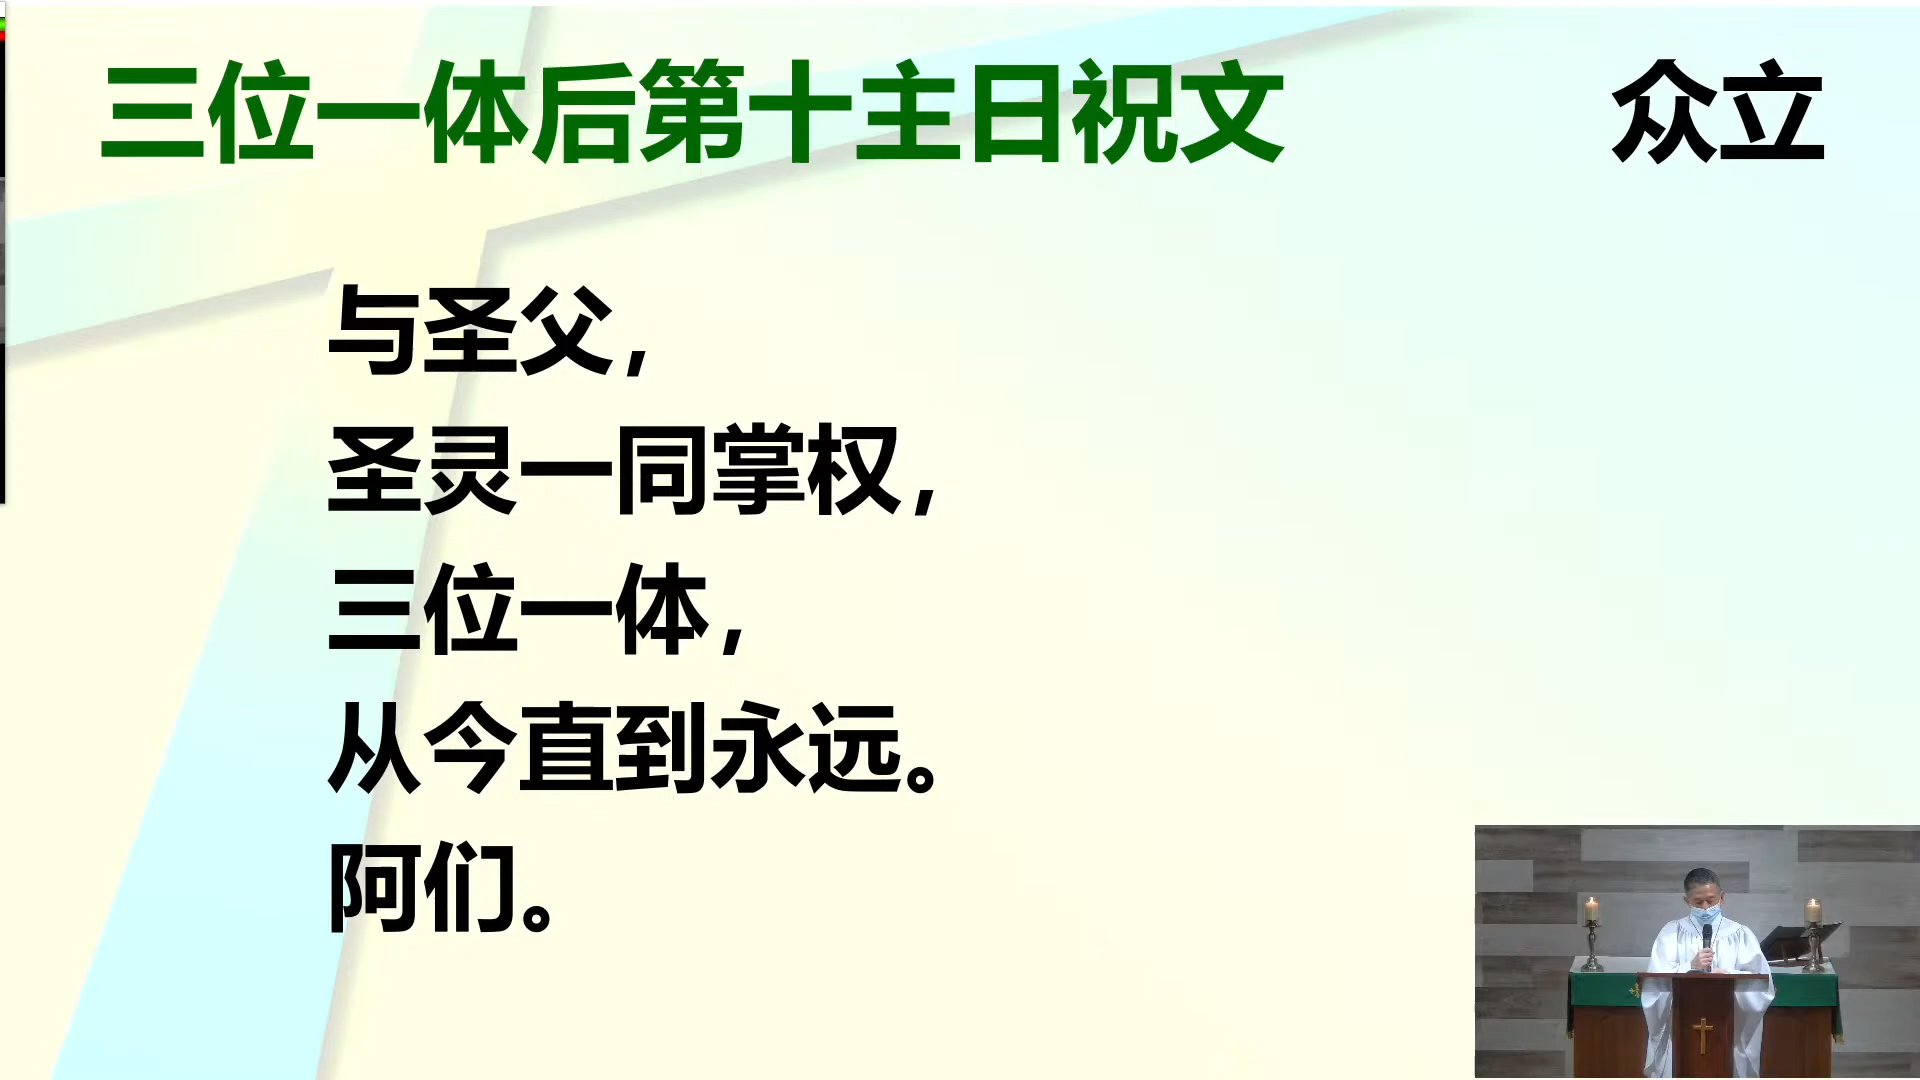 三位一体后第十主日祝文 众立
与圣父，
圣灵一同掌权，
三位一体，
从今直到永远。
阿们。